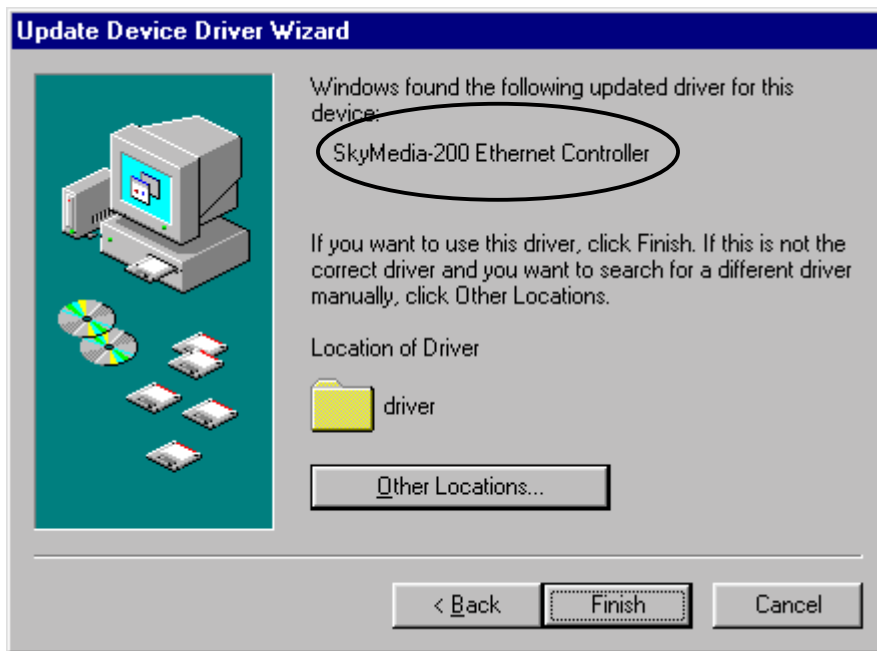 Update Device Driver Wizard
Windows found the following updated driver for this
device:
SkyMedia-200 Ethernet Controller
If you want to use this driver, click Finish. If this is not the
correct driver and you want to search for a different driver
manually, click Other Locations.
Location of Driver
driver
Other Locations...
< Back Finish Cancel